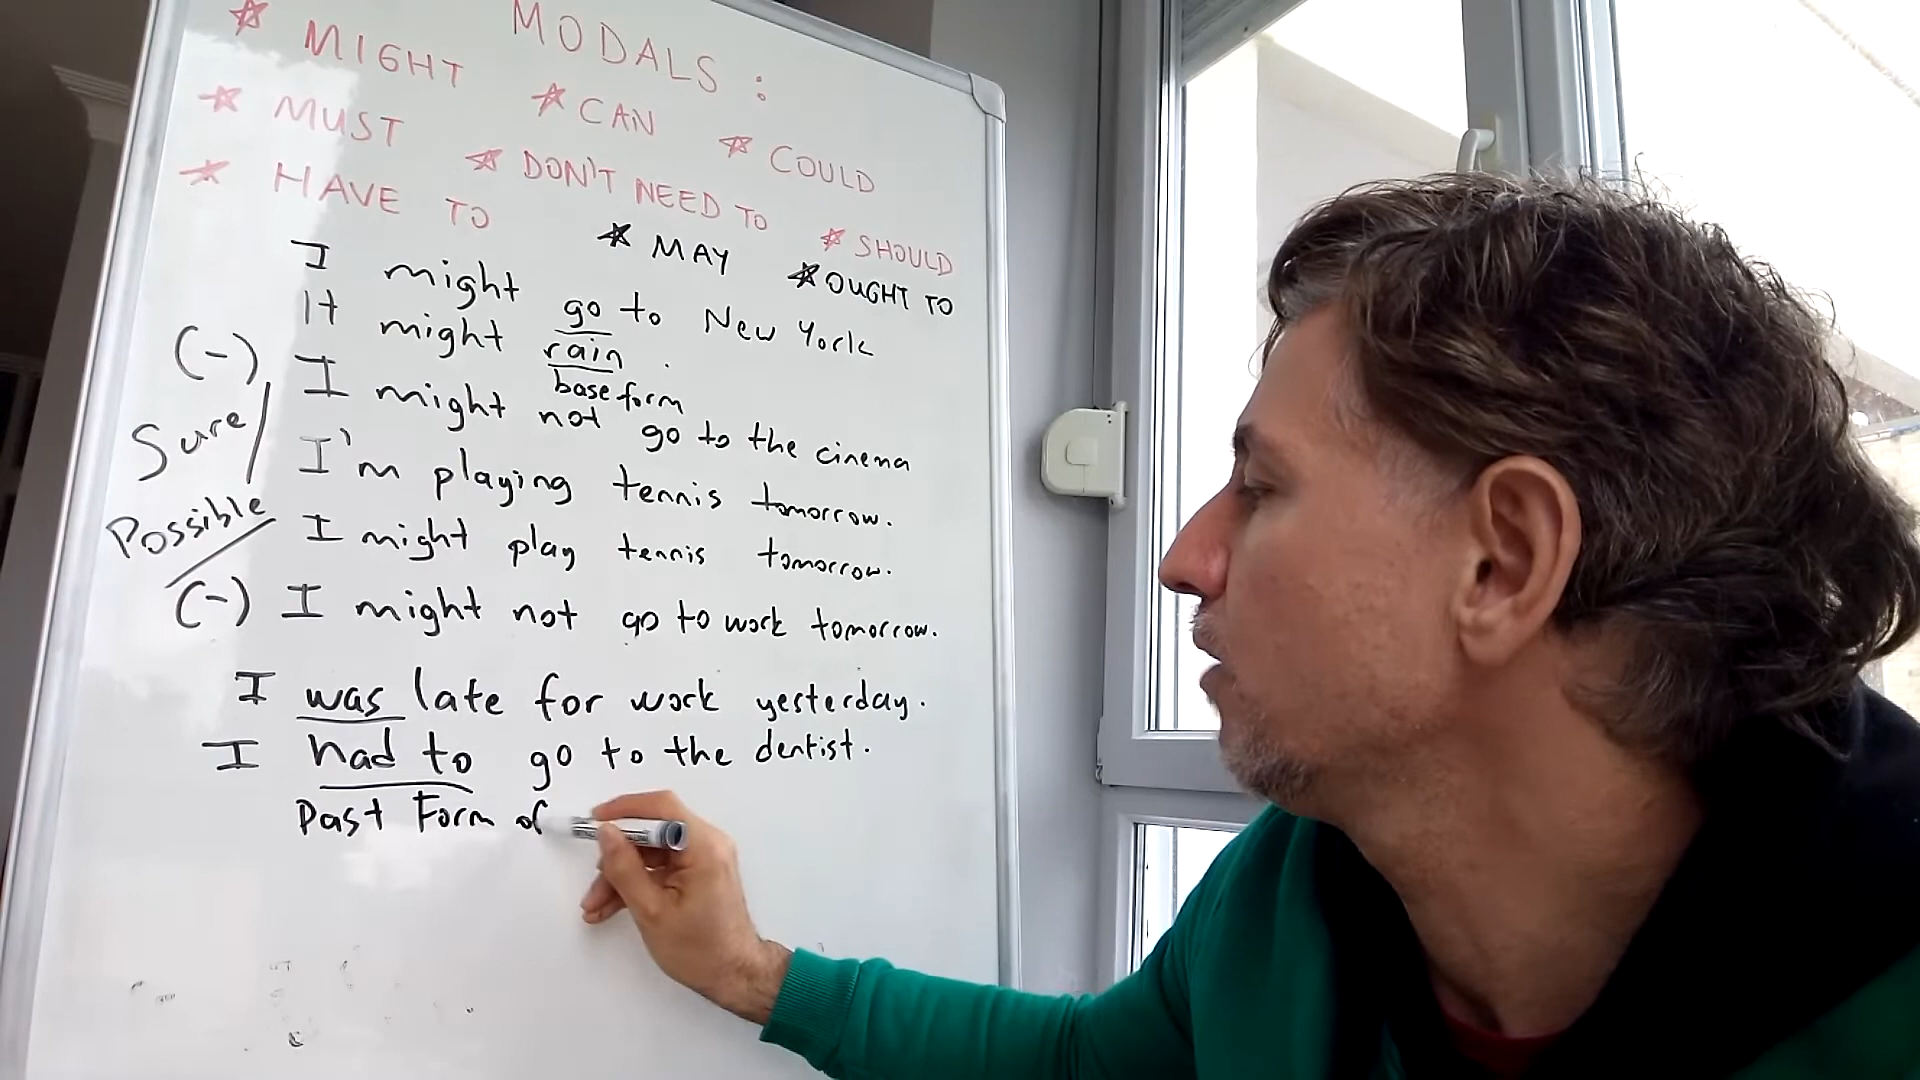 MODALS :
* MIGHT * CAN * COULD
* MUST * DON'T NEED TO * SHOULD
* HAVE TO * MAY * OUGHT TO
I might go to New York
It might rain.
base form
(-) I might not go to the cinema
Sure / I'm playing tennis tomorrow.
Possible / I might play tennis tomorrow.
(-) I might not go to work tomorrow.
I was late for work yesterday.
I had to go to the dentist.
Past Form of